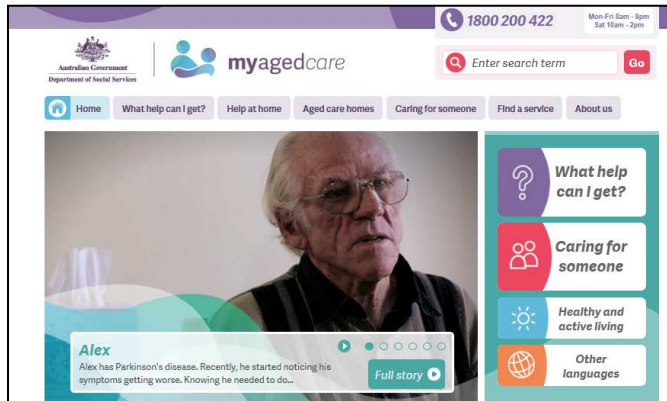 1800 200 422
Mon-Fri 8am - 8pm
Sat 10am - 2pm
Australian Government
Department of Social Services
myagedcare
Enter search term
Go
Home
What help can I get?
Help at home
Aged care homes
Caring for someone
Find a service
About us
What help
can I get?
Caring for
someone
Healthy and
active living
Other
languages
Alex
Alex has Parkinson's disease. Recently, he started noticing his
symptoms getting worse. Knowing he needed to do...
Full story